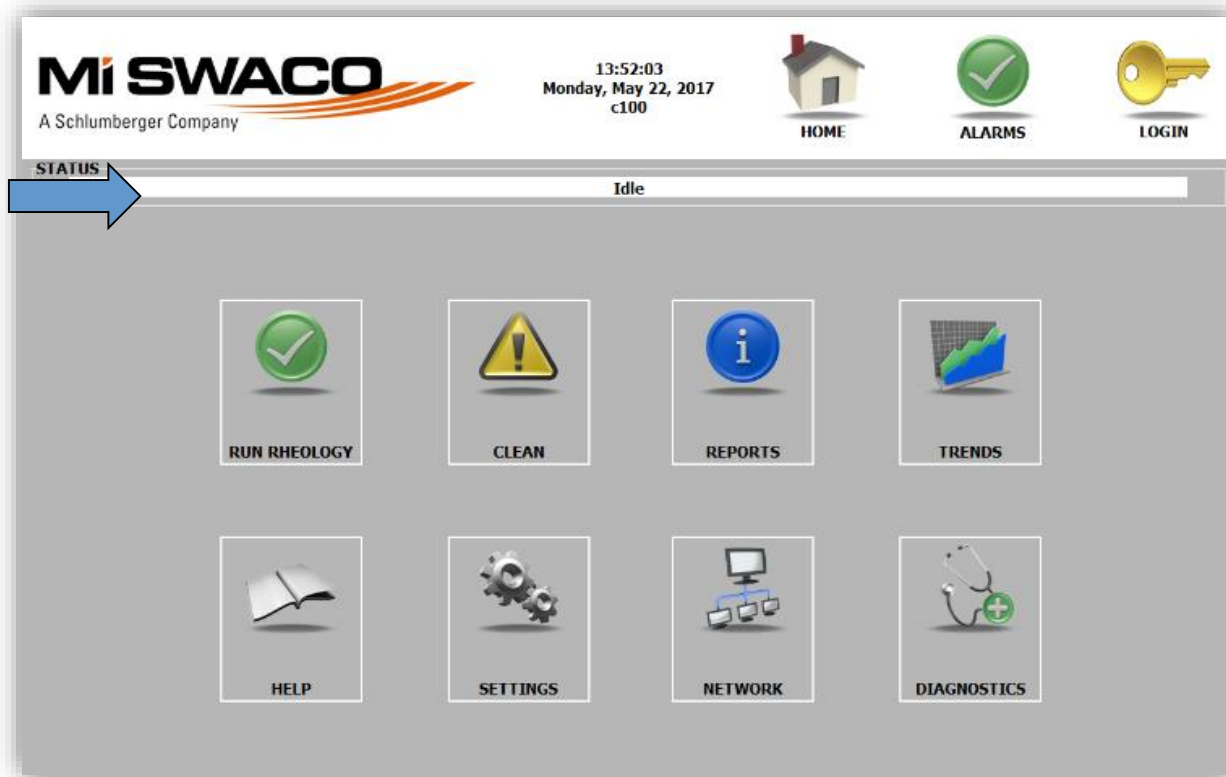 Mi SWACO
A Schlumberger Company
13:52:03
Monday, May 22, 2017
c100
HOME
ALARMS
LOGIN
STATUS
Idle
RUN RHEOLOGY
CLEAN
REPORTS
TRENDS
HELP
SETTINGS
NETWORK
DIAGNOSTICS